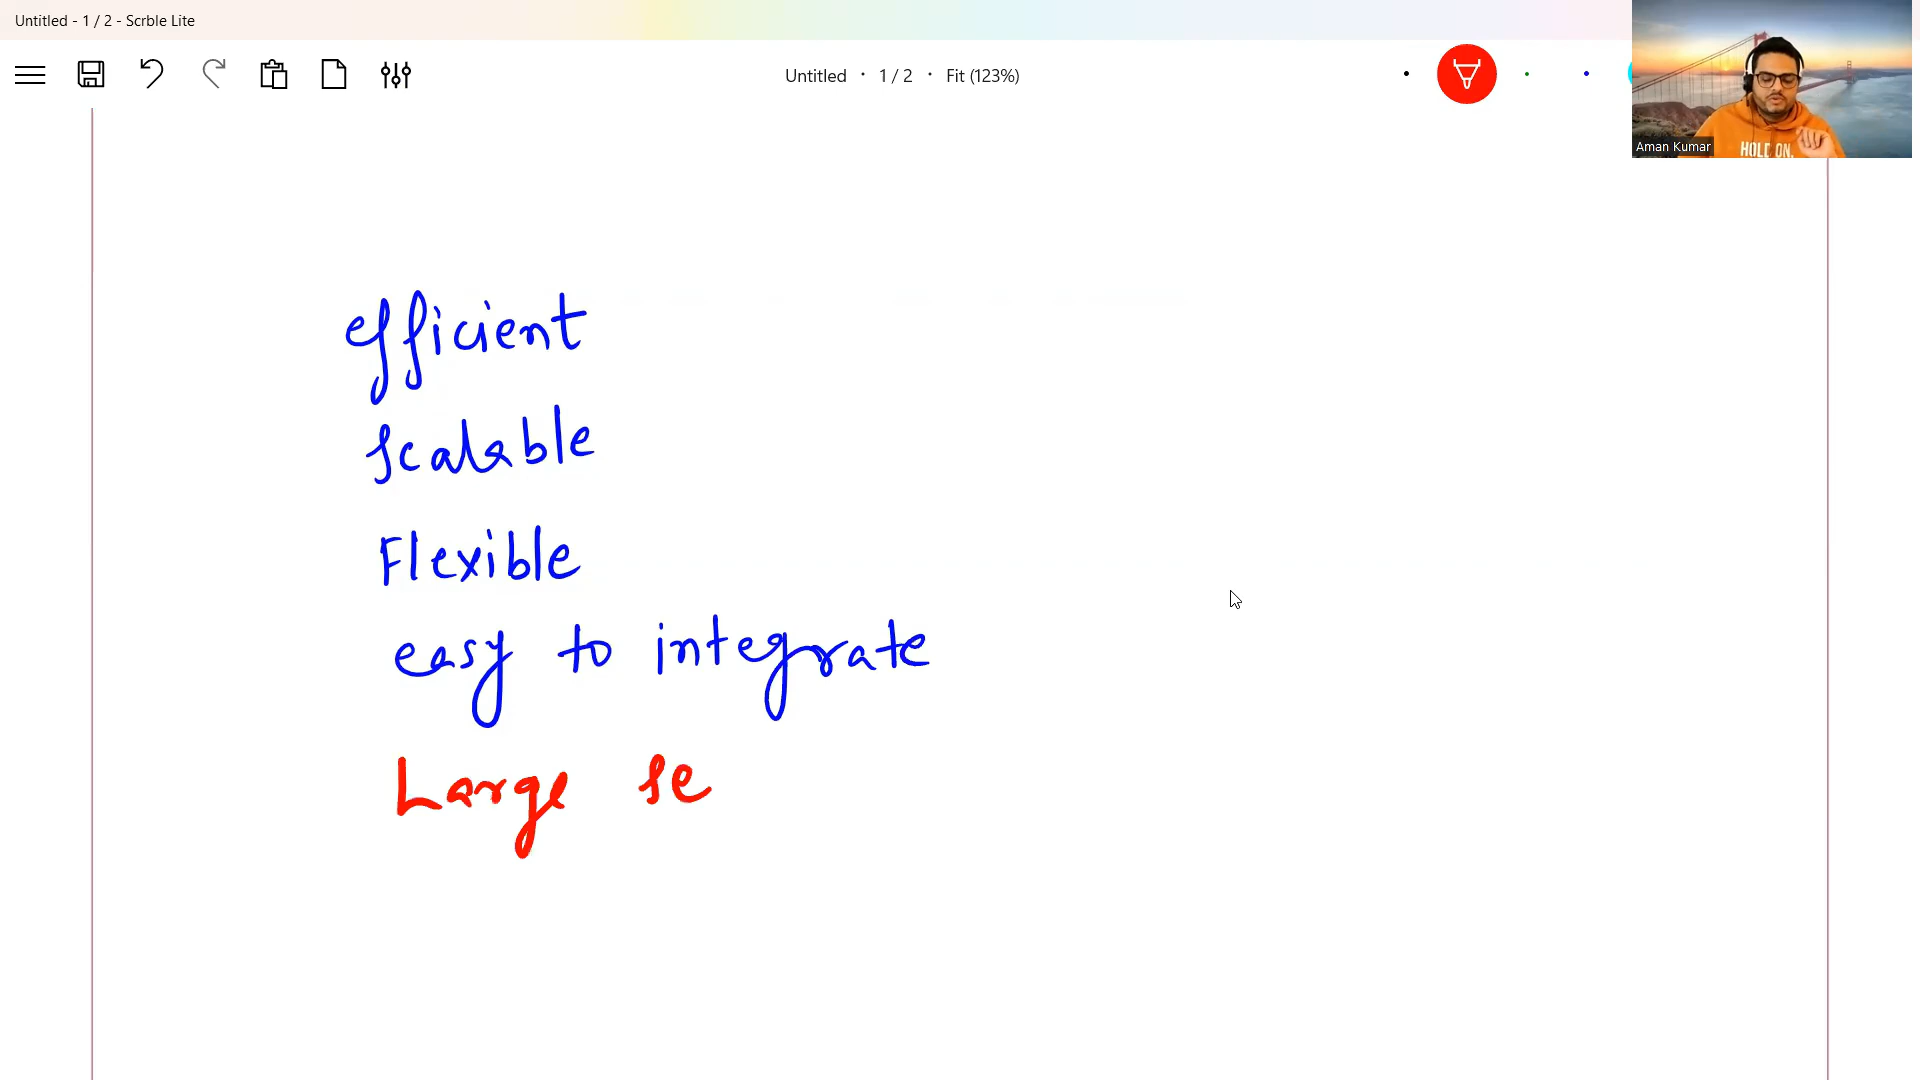 Untitled - 1 / 2 - Scrble Lite
Untitled · 1 / 2 · Fit (123%)
HOLD ON.
Aman Kumar
efficient
scalable
Flexible
easy to integrate
Large se